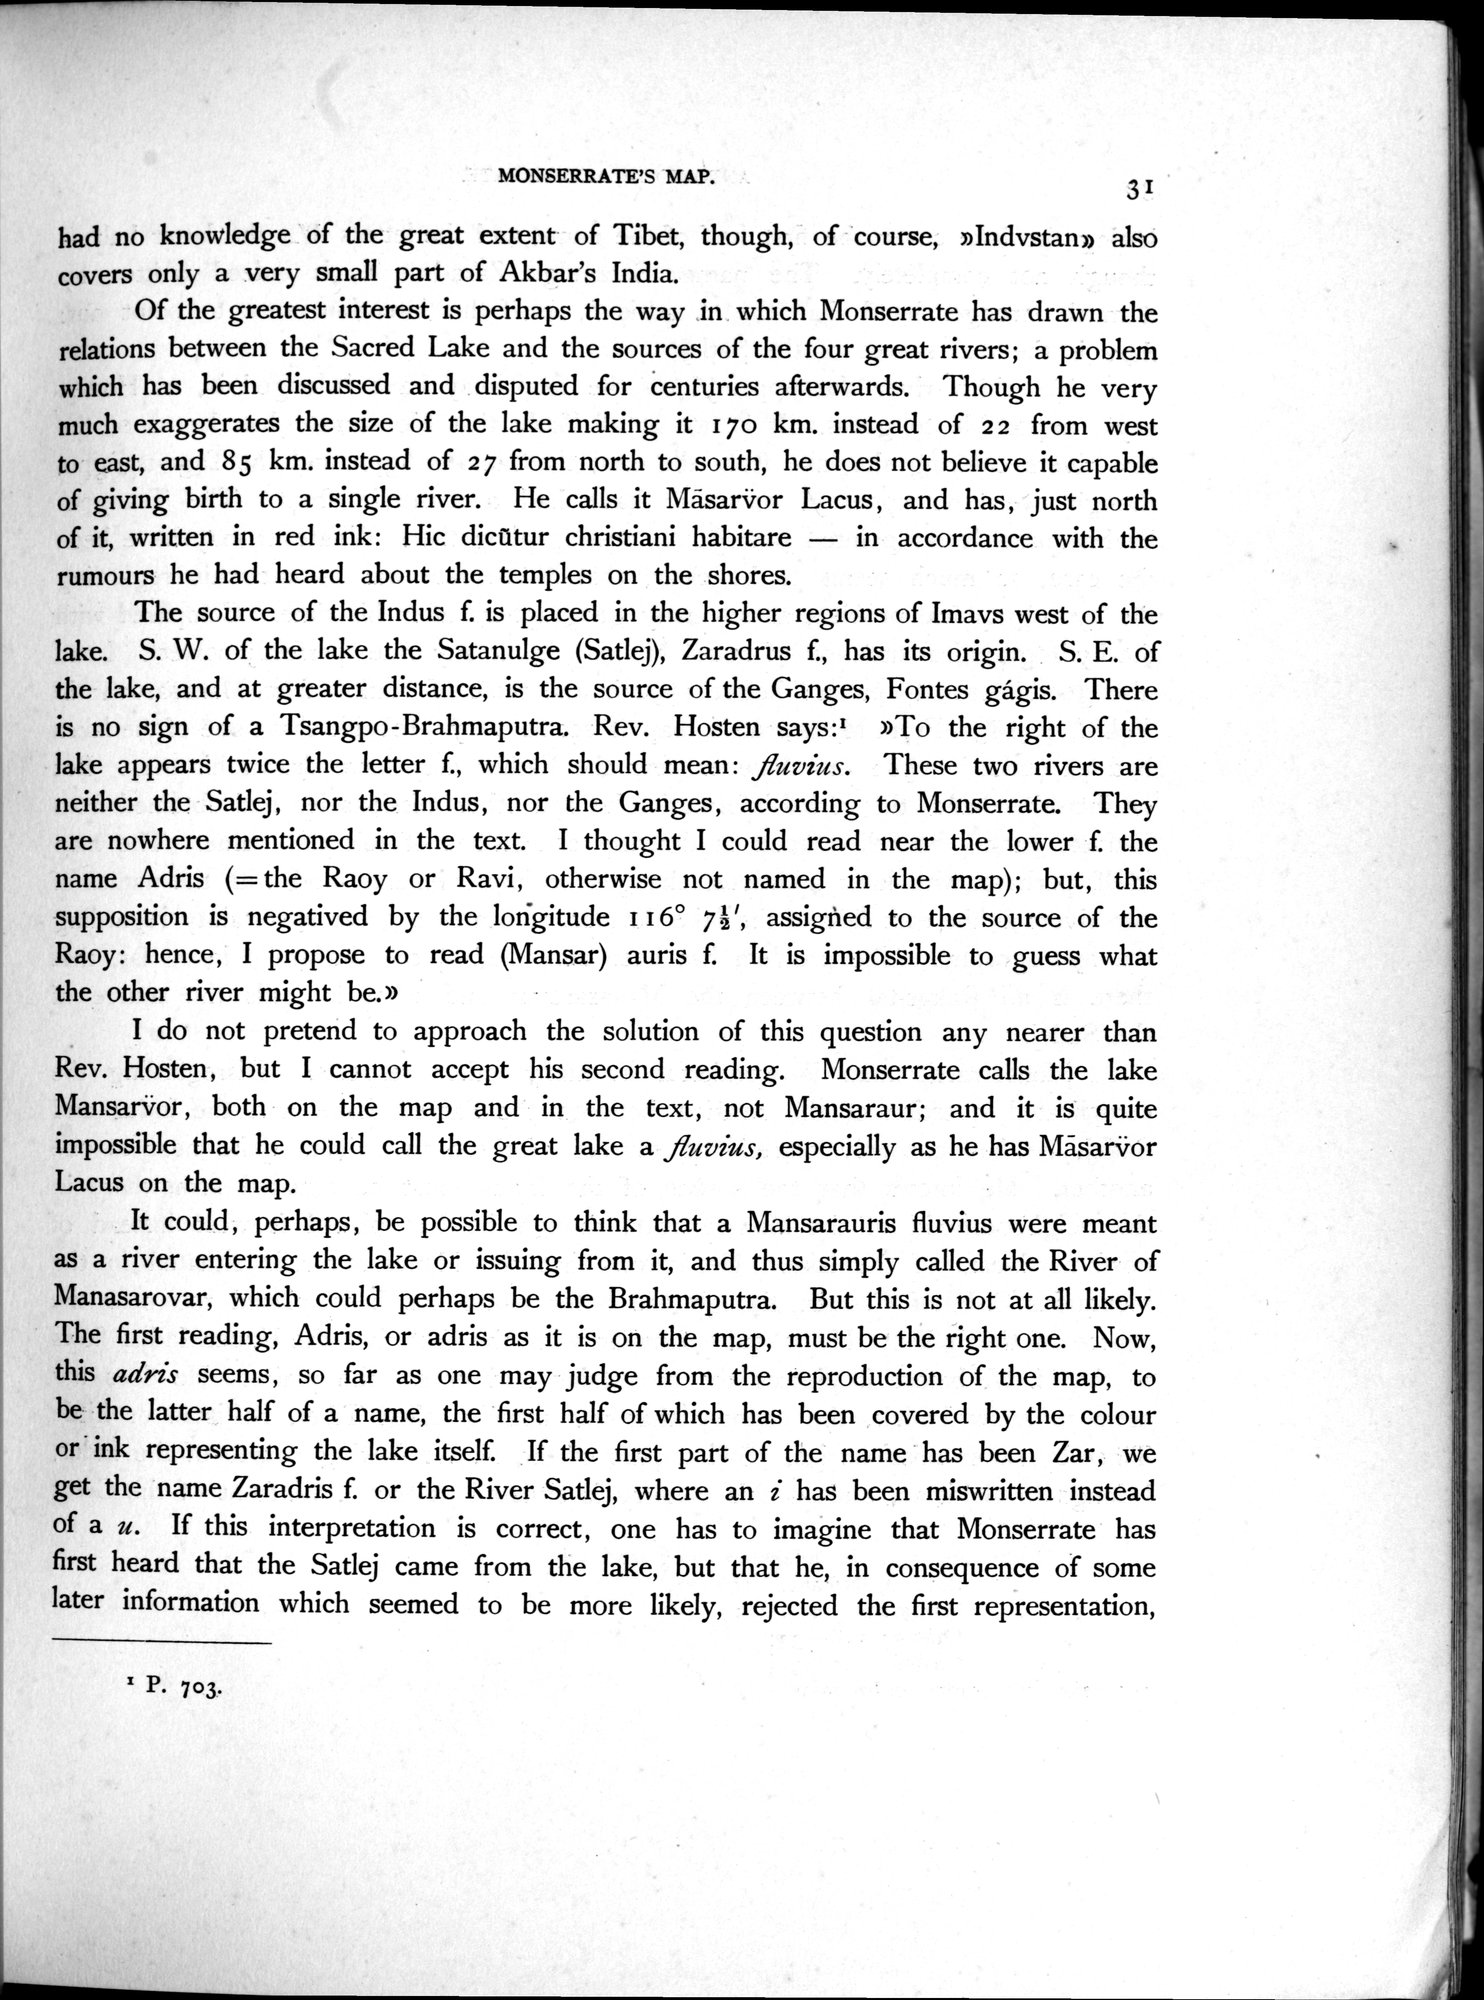 MONSERRATE'S MAP.
31
had no knowledge of the great extent of Tibet, though, of course, »Indvstan» also
covers only a very small part of Akbar's India.
Of the greatest interest is perhaps the way in which Monserrate has drawn the
relations between the Sacred Lake and the sources of the four great rivers; a problem
which has been discussed and disputed for centuries afterwards. Though he very
much exaggerates the size of the lake making it 170 km. instead of 22 from west
to east, and 85 km. instead of 27 from north to south, he does not believe it capable
of giving birth to a single river. He calls it Māsarv̈or Lacus, and has, just north
of it, written in red ink: Hic dicũtur christiani habitare — in accordance with the
rumours he had heard about the temples on the shores.
The source of the Indus f. is placed in the higher regions of Imavs west of the
lake. S. W. of the lake the Satanulge (Satlej), Zaradrus f., has its origin. S. E. of
the lake, and at greater distance, is the source of the Ganges, Fontes gágis. There
is no sign of a Tsangpo-Brahmaputra. Rev. Hosten says:¹ »To the right of the
lake appears twice the letter f., which should mean: fluvius. These two rivers are
neither the Satlej, nor the Indus, nor the Ganges, according to Monserrate. They
are nowhere mentioned in the text. I thought I could read near the lower f. the
name Adris (=the Raoy or Ravi, otherwise not named in the map); but, this
supposition is negatived by the longitude 116° 7½′, assigned to the source of the
Raoy: hence, I propose to read (Mansar) auris f. It is impossible to guess what
the other river might be.»
I do not pretend to approach the solution of this question any nearer than
Rev. Hosten, but I cannot accept his second reading. Monserrate calls the lake
Mansarv̈or, both on the map and in the text, not Mansaraur; and it is quite
impossible that he could call the great lake a fluvius, especially as he has Māsarv̈or
Lacus on the map.
It could, perhaps, be possible to think that a Mansarauris fluvius were meant
as a river entering the lake or issuing from it, and thus simply called the River of
Manasarovar, which could perhaps be the Brahmaputra. But this is not at all likely.
The first reading, Adris, or adris as it is on the map, must be the right one. Now,
this adris seems, so far as one may judge from the reproduction of the map, to
be the latter half of a name, the first half of which has been covered by the colour
or ink representing the lake itself. If the first part of the name has been Zar, we
get the name Zaradris f. or the River Satlej, where an i has been miswritten instead
of a u. If this interpretation is correct, one has to imagine that Monserrate has
first heard that the Satlej came from the lake, but that he, in consequence of some
later information which seemed to be more likely, rejected the first representation,
¹ P. 703.